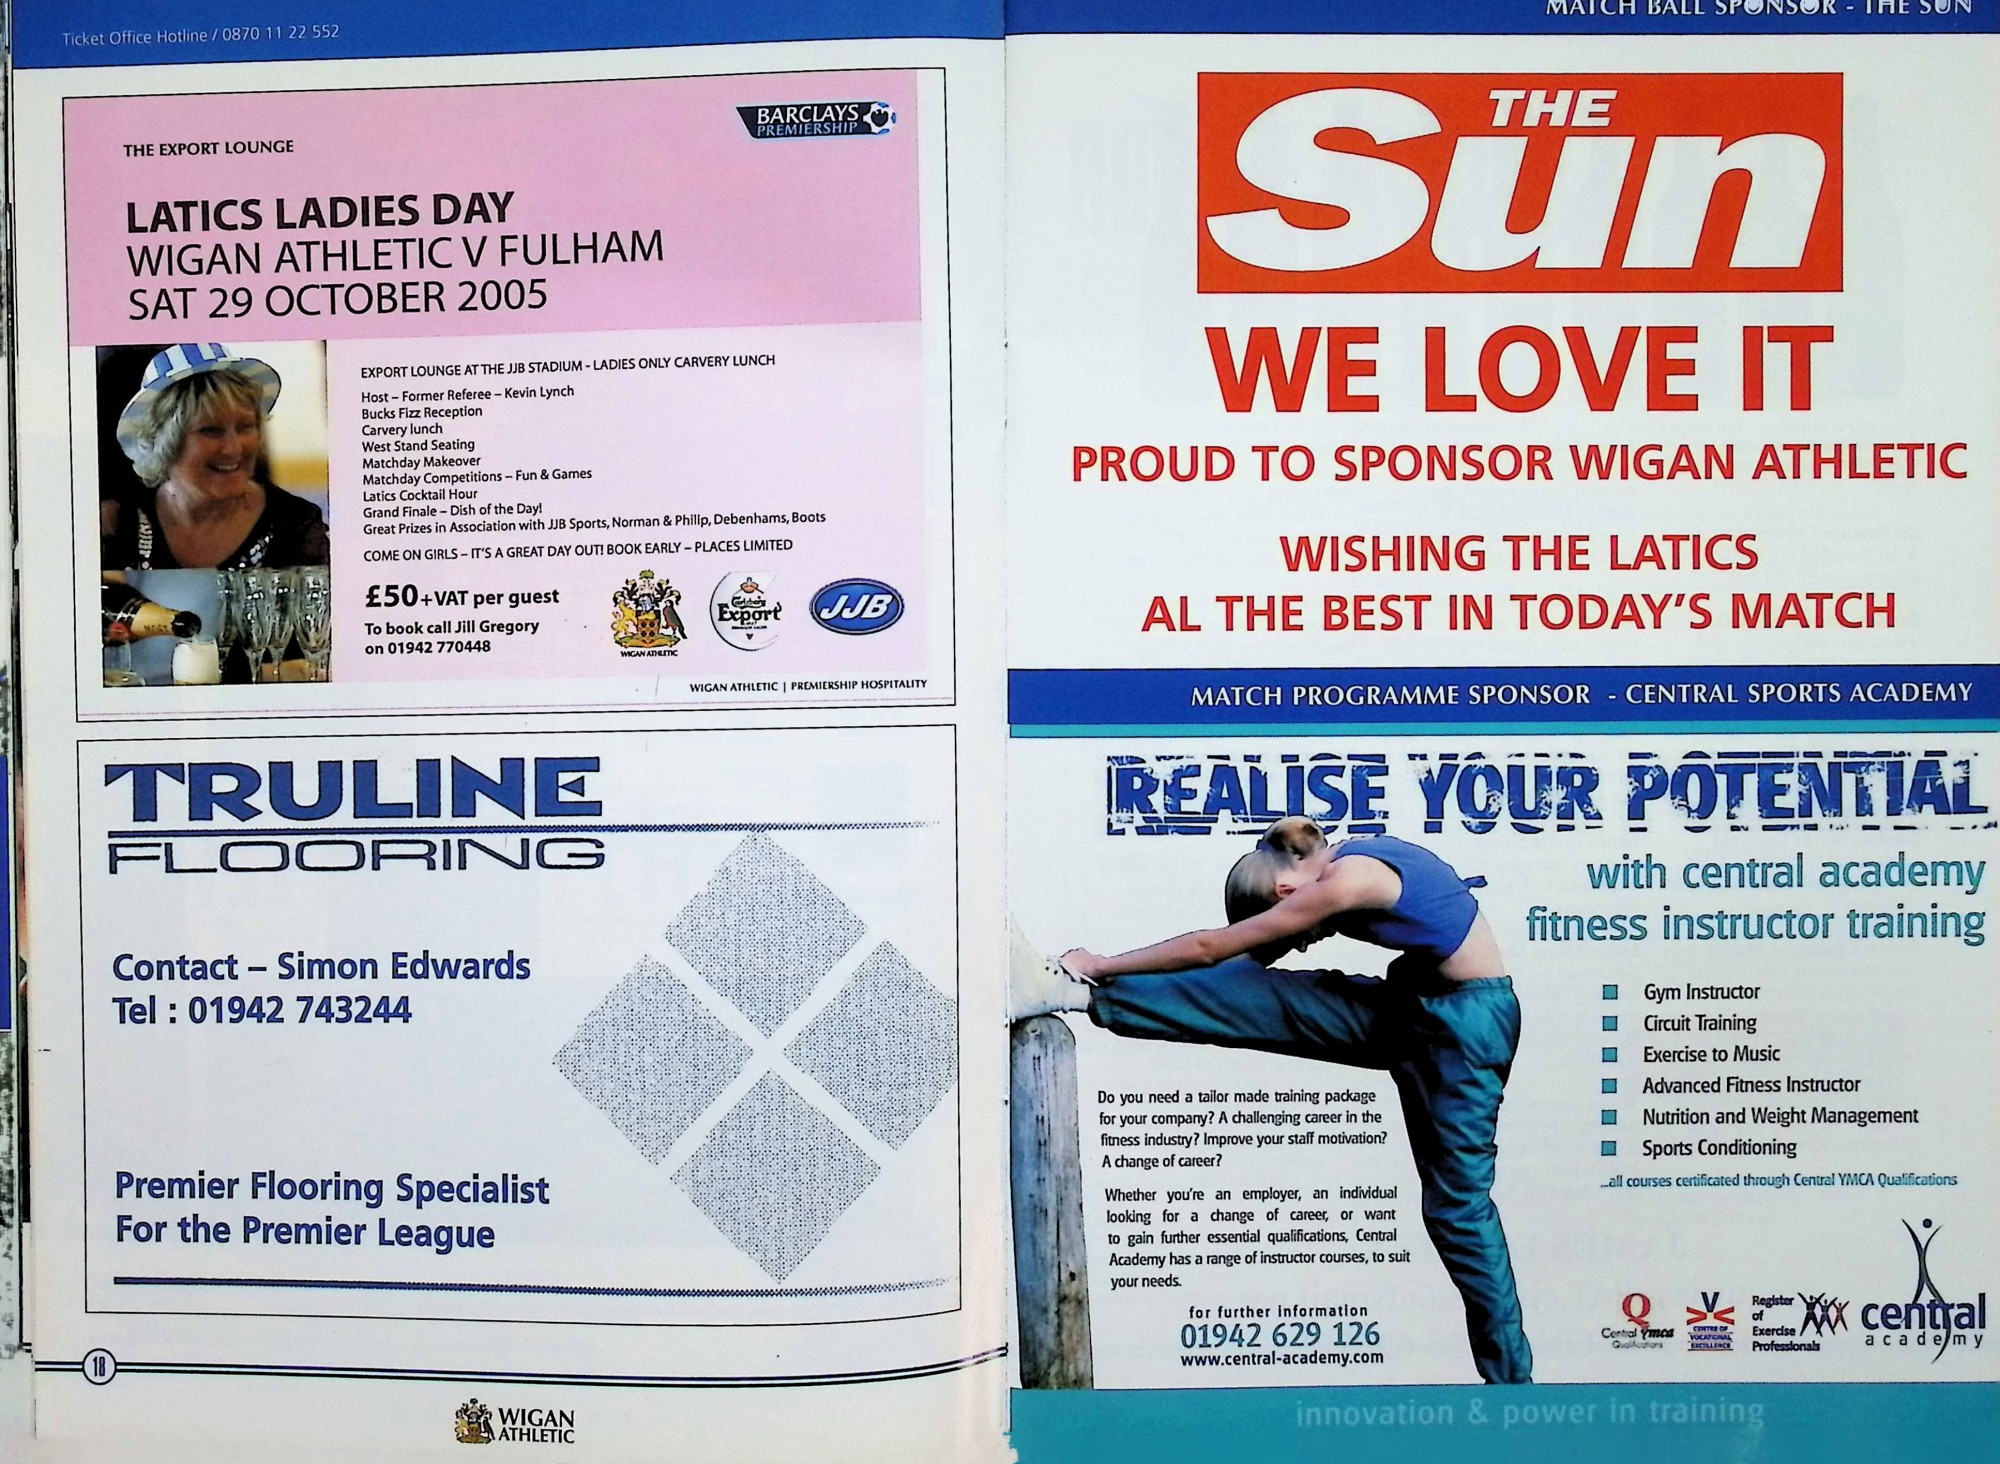 Ticket Office Hotline / 0870 11 22 552
BARCLAYS
PREMIERSHIP
THE EXPORT LOUNGE
LATICS LADIES DAY
WIGAN ATHLETIC V FULHAM
SAT 29 OCTOBER 2005
EXPORT LOUNGE AT THE JJB STADIUM - LADIES ONLY CARVERY LUNCH
Host – Former Referee – Kevin Lynch
Bucks Fizz Reception
Carvery lunch
West Stand Seating
Matchday Makeover
Matchday Competitions – Fun & Games
Latics Cocktail Hour
Grand Finale – Dish of the Day!
Great Prizes in Association with JJB Sports, Norman & Philip, Debenhams, Boots
COME ON GIRLS – IT'S A GREAT DAY OUT! BOOK EARLY – PLACES LIMITED
£50+VAT per guest
To book call Jill Gregory
on 01942 770448
WIGAN ATHLETIC
Carlsberg
Export
JJB
WIGAN ATHLETIC | PREMIERSHIP HOSPITALITY
TRULINE
FLOORING
Contact – Simon Edwards
Tel : 01942 743244
Premier Flooring Specialist
For the Premier League
18
WIGAN
ATHLETIC
MATCH BALL SPONSOR - THE SUN
THE
Sun
WE LOVE IT
PROUD TO SPONSOR WIGAN ATHLETIC
WISHING THE LATICS
AL THE BEST IN TODAY'S MATCH
MATCH PROGRAMME SPONSOR - CENTRAL SPORTS ACADEMY
REALISE YOUR POTENTIAL
with central academy
fitness instructor training
Gym Instructor
Circuit Training
Exercise to Music
Advanced Fitness Instructor
Nutrition and Weight Management
Sports Conditioning
...all courses certificated through Central YMCA Qualifications
Do you need a tailor made training package
for your company? A challenging career in the
fitness industry? Improve your staff motivation?
A change of career?
Whether you're an employer, an individual
looking for a change of career, or want
to gain further essential qualifications, Central
Academy has a range of instructor courses, to suit
your needs.
for further information
01942 629 126
www.central-academy.com
Q
Central Ymca
Qualifications
V
CENTRE OF
VOCATIONAL
EXCELLENCE
Register
of
Exercise
Professionals
central
academy
innovation & power in training